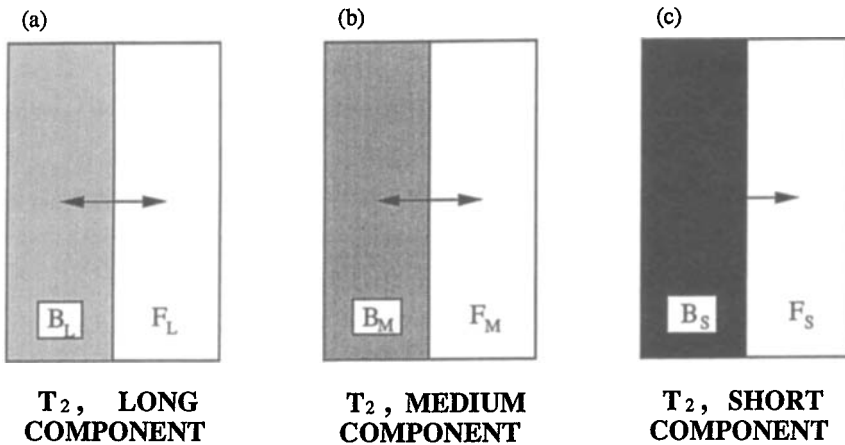 (a)
(b)
(c)
B_L F_L
B_M F_M
B_S F_S
T₂, LONG
COMPONENT
T₂, MEDIUM
COMPONENT
T₂, SHORT
COMPONENT